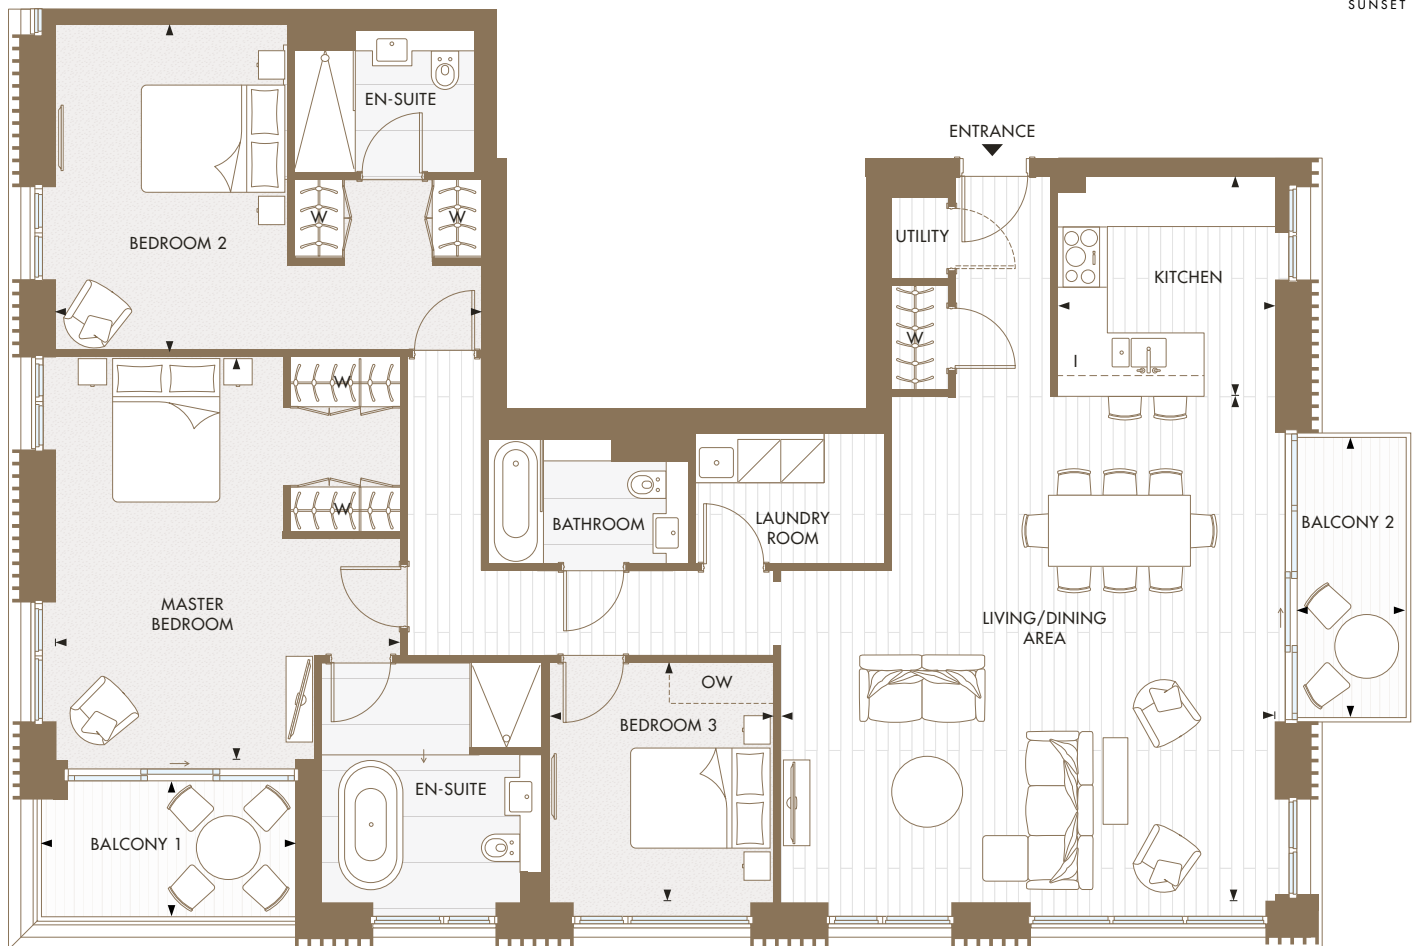 SUNSET
ENTRANCE
EN-SUITE
W
W
BEDROOM 2
UTILITY
KITCHEN
W
I
W
W
BATHROOM
LAUNDRY
ROOM
BALCONY 2
MASTER
BEDROOM
LIVING/DINING
AREA
OW
BEDROOM 3
EN-SUITE
BALCONY 1